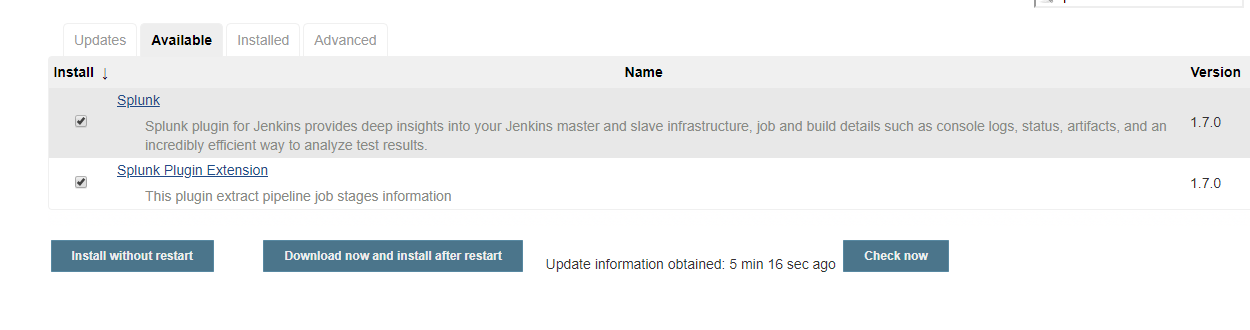 Updates Available Installed Advanced
Install ↓ Name Version
Splunk
Splunk plugin for Jenkins provides deep insights into your Jenkins master and slave infrastructure, job and build details such as console logs, status, artifacts, and an
incredibly efficient way to analyze test results.
1.7.0
Splunk Plugin Extension
This plugin extract pipeline job stages information
1.7.0
Install without restart Download now and install after restart Update information obtained: 5 min 16 sec ago Check now